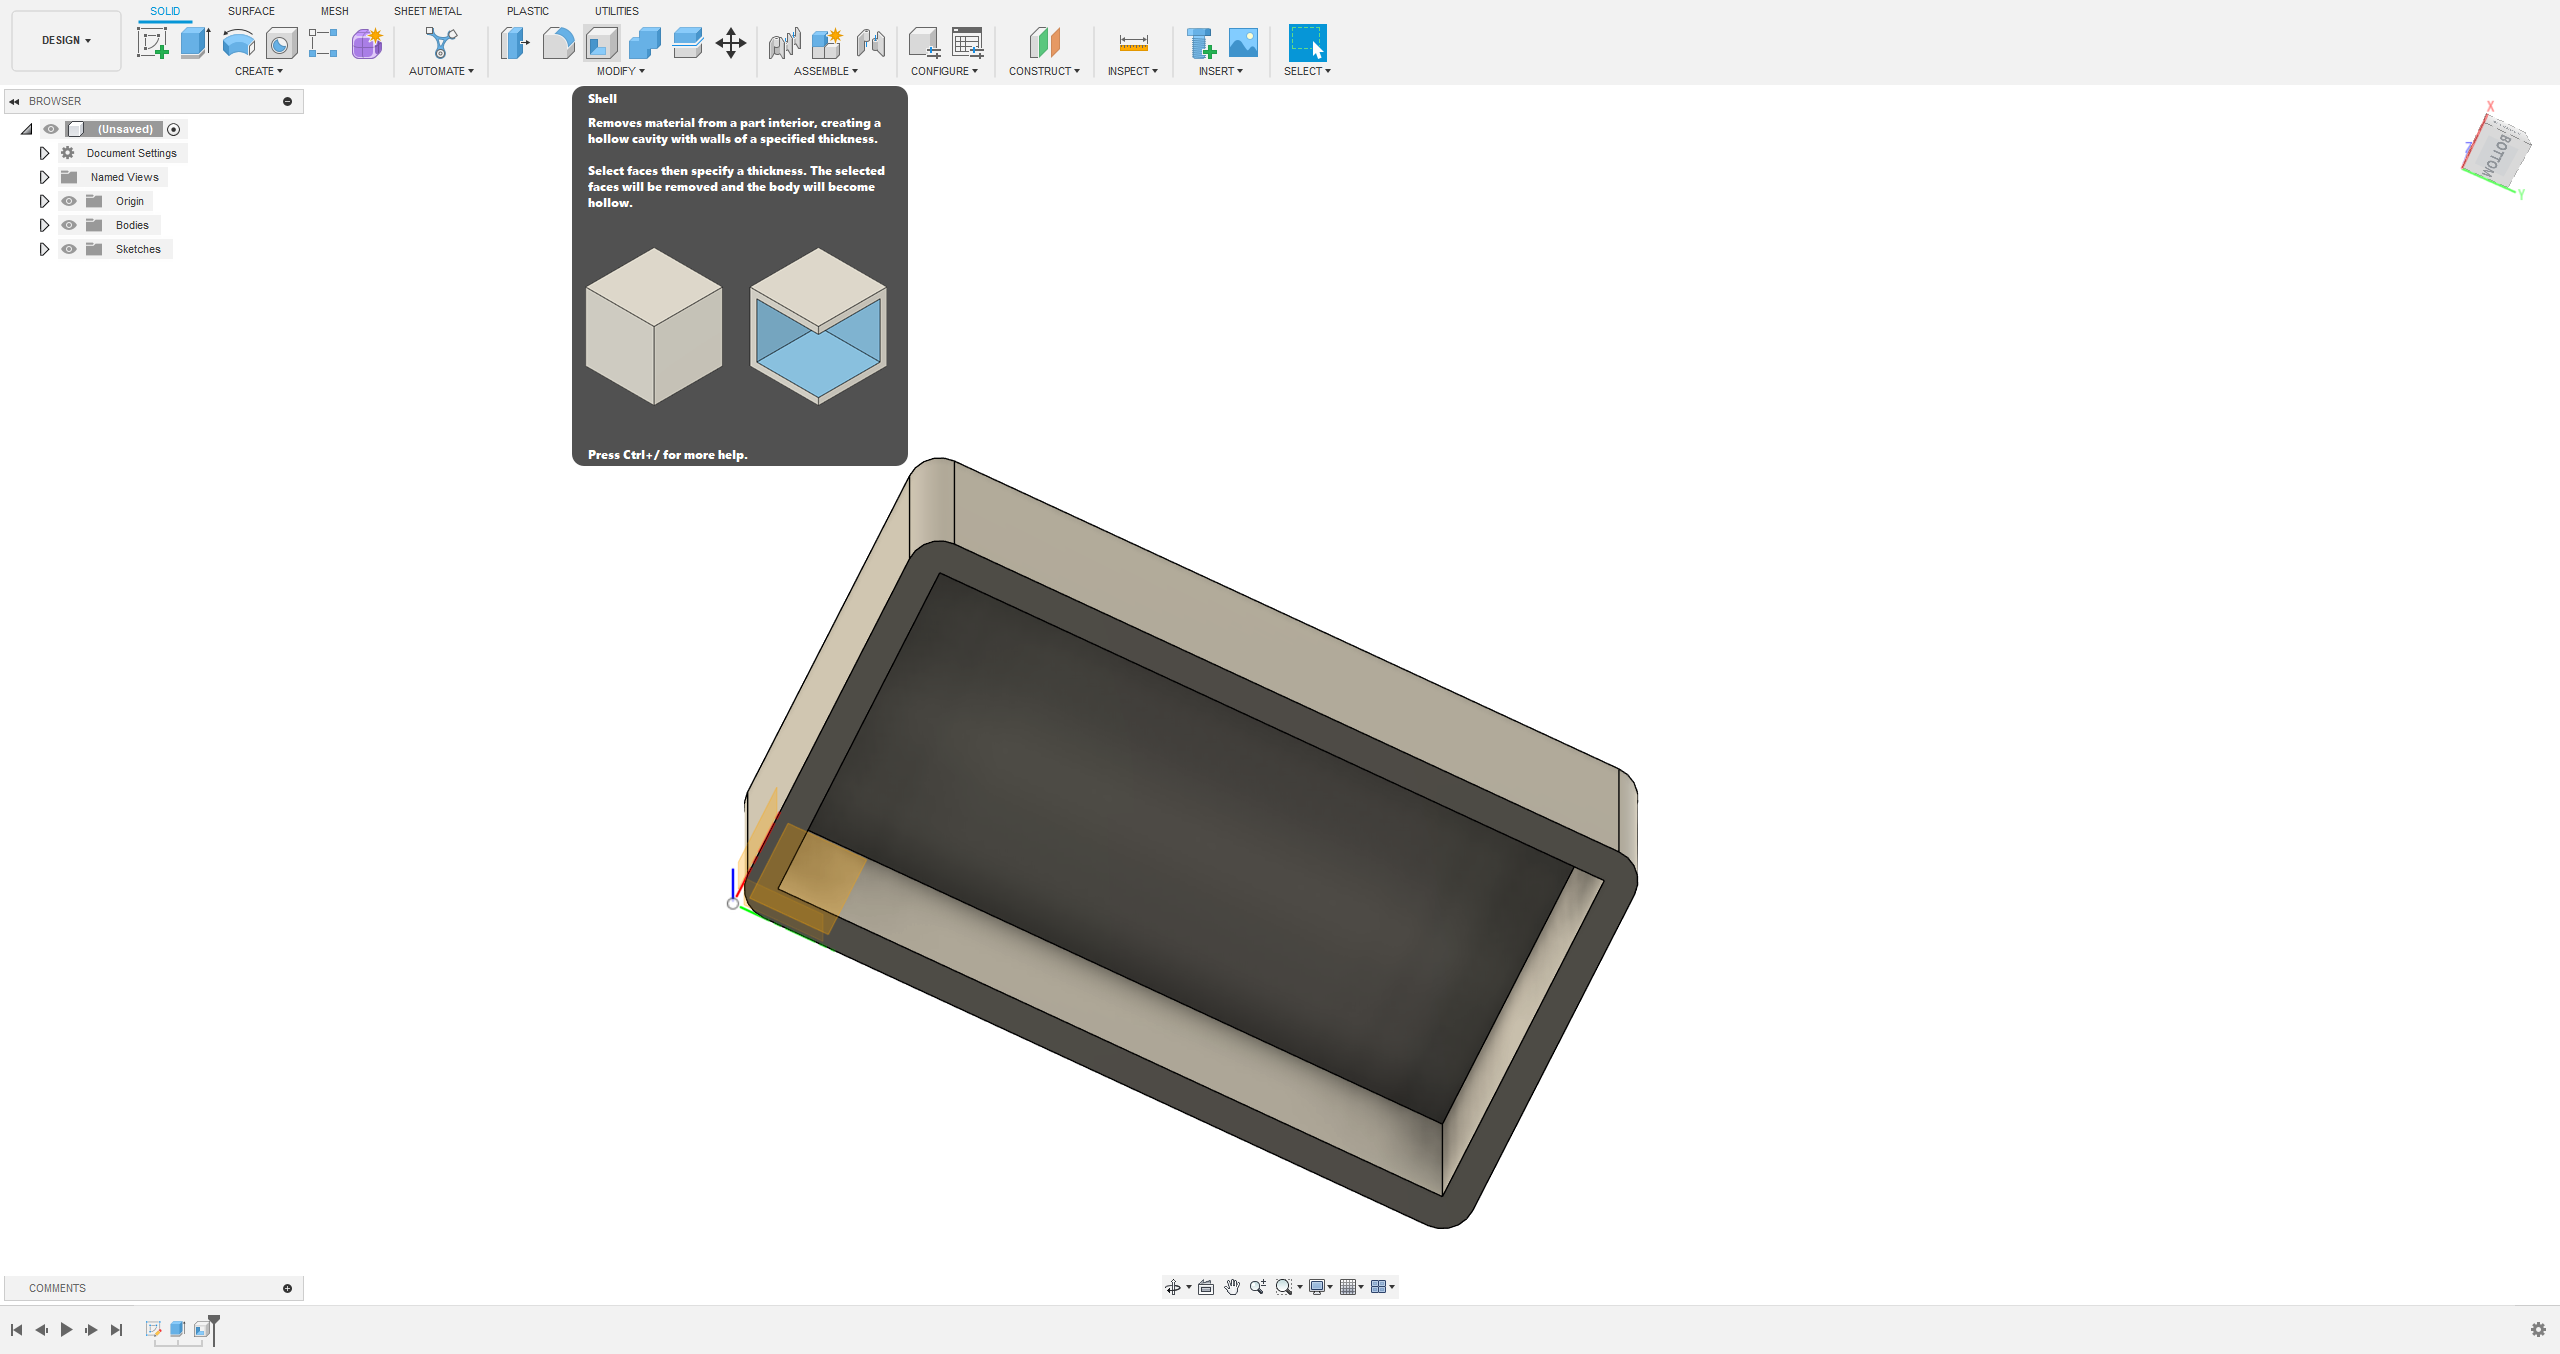 SOLID SURFACE MESH SHEET METAL PLASTIC UTILITIES
DESIGN
CREATE AUTOMATE MODIFY ASSEMBLE CONFIGURE CONSTRUCT INSPECT INSERT SELECT
BROWSER
(Unsaved)
Document Settings
Named Views
Origin
Bodies
Sketches
Shell
Removes material from a part interior, creating a
hollow cavity with walls of a specified thickness.
Select faces then specify a thickness. The selected
faces will be removed and the body will become
hollow.
Press Ctrl+/ for more help.
X
BOTTOM
Z
Y
COMMENTS